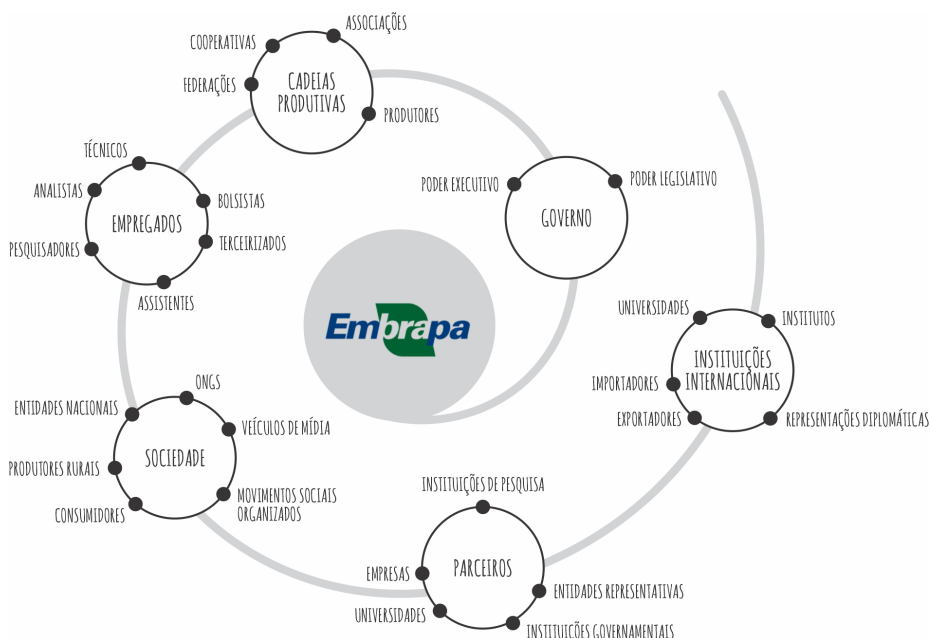 ASSOCIAÇÕES
COOPERATIVAS
FEDERAÇÕES
CADEIAS
PRODUTIVAS
PRODUTORES
TÉCNICOS
ANALISTAS
PESQUISADORES
EMPREGADOS
BOLSISTAS
TERCEIRIZADOS
ASSISTENTES
PODER EXECUTIVO
PODER LEGISLATIVO
GOVERNO
Embrapa
UNIVERSIDADES
INSTITUTOS
INSTITUIÇÕES
INTERNACIONAIS
IMPORTADORES
EXPORTADORES
REPRESENTAÇÕES DIPLOMÁTICAS
ONGS
ENTIDADES NACIONAIS
VEÍCULOS DE MÍDIA
SOCIEDADE
PRODUTORES RURAIS
CONSUMIDORES
MOVIMENTOS SOCIAIS
ORGANIZADOS
INSTITUIÇÕES DE PESQUISA
PARCEIROS
EMPRESAS
UNIVERSIDADES
ENTIDADES REPRESENTATIVAS
INSTITUIÇÕES GOVERNAMENTAIS